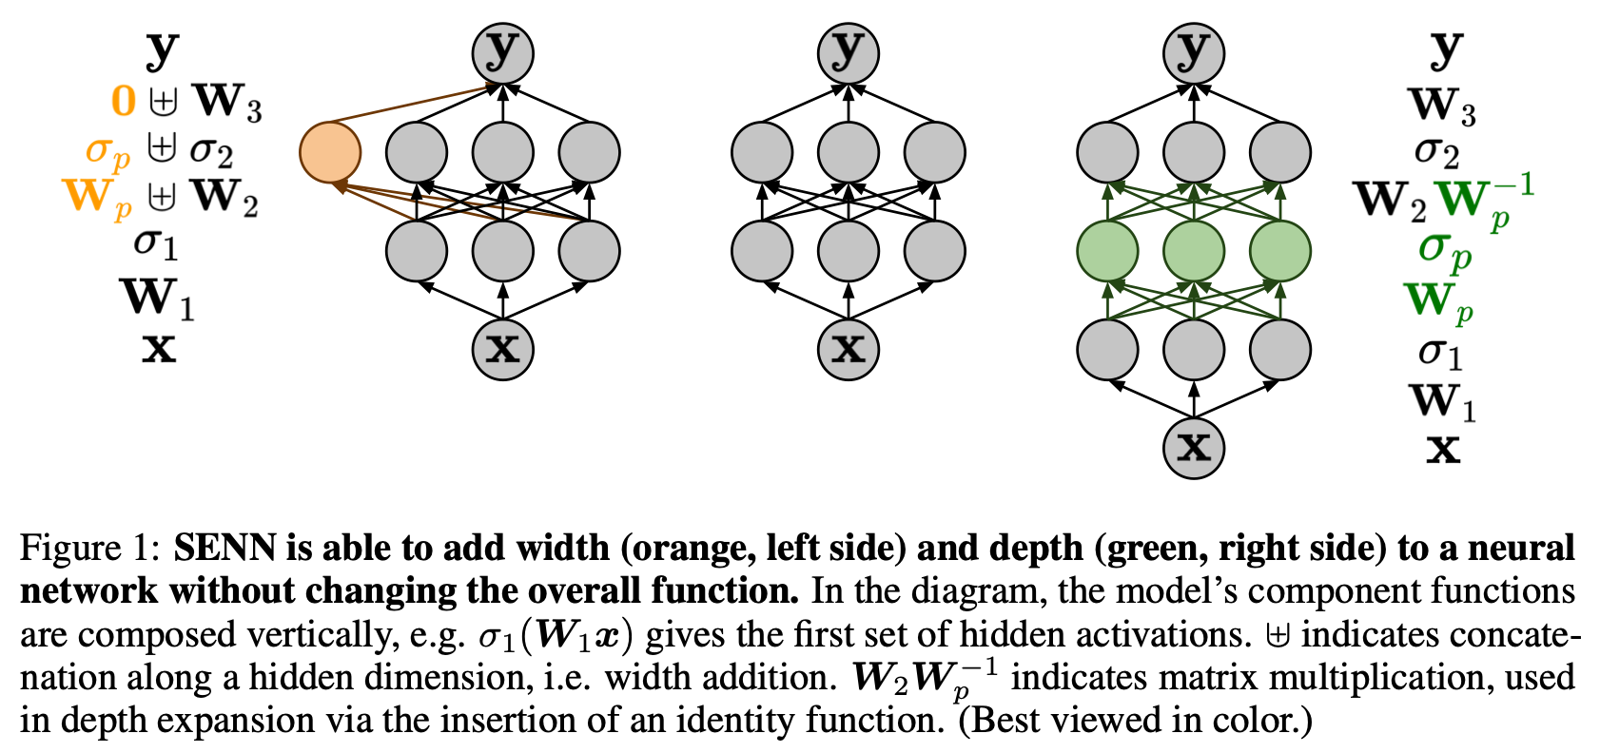 y
0 ⊎ W₃
σₚ ⊎ σ₂
Wₚ ⊎ W₂
σ₁
W₁
x
y
x
y
x
y
x
y
W₃
σ₂
W₂Wₚ⁻¹
σₚ
Wₚ
σ₁
W₁
x
Figure 1: SENN is able to add width (orange, left side) and depth (green, right side) to a neural
network without changing the overall function. In the diagram, the model's component functions
are composed vertically, e.g. σ₁(W₁x) gives the first set of hidden activations. ⊎ indicates concate-
nation along a hidden dimension, i.e. width addition. W₂Wₚ⁻¹ indicates matrix multiplication, used
in depth expansion via the insertion of an identity function. (Best viewed in color.)